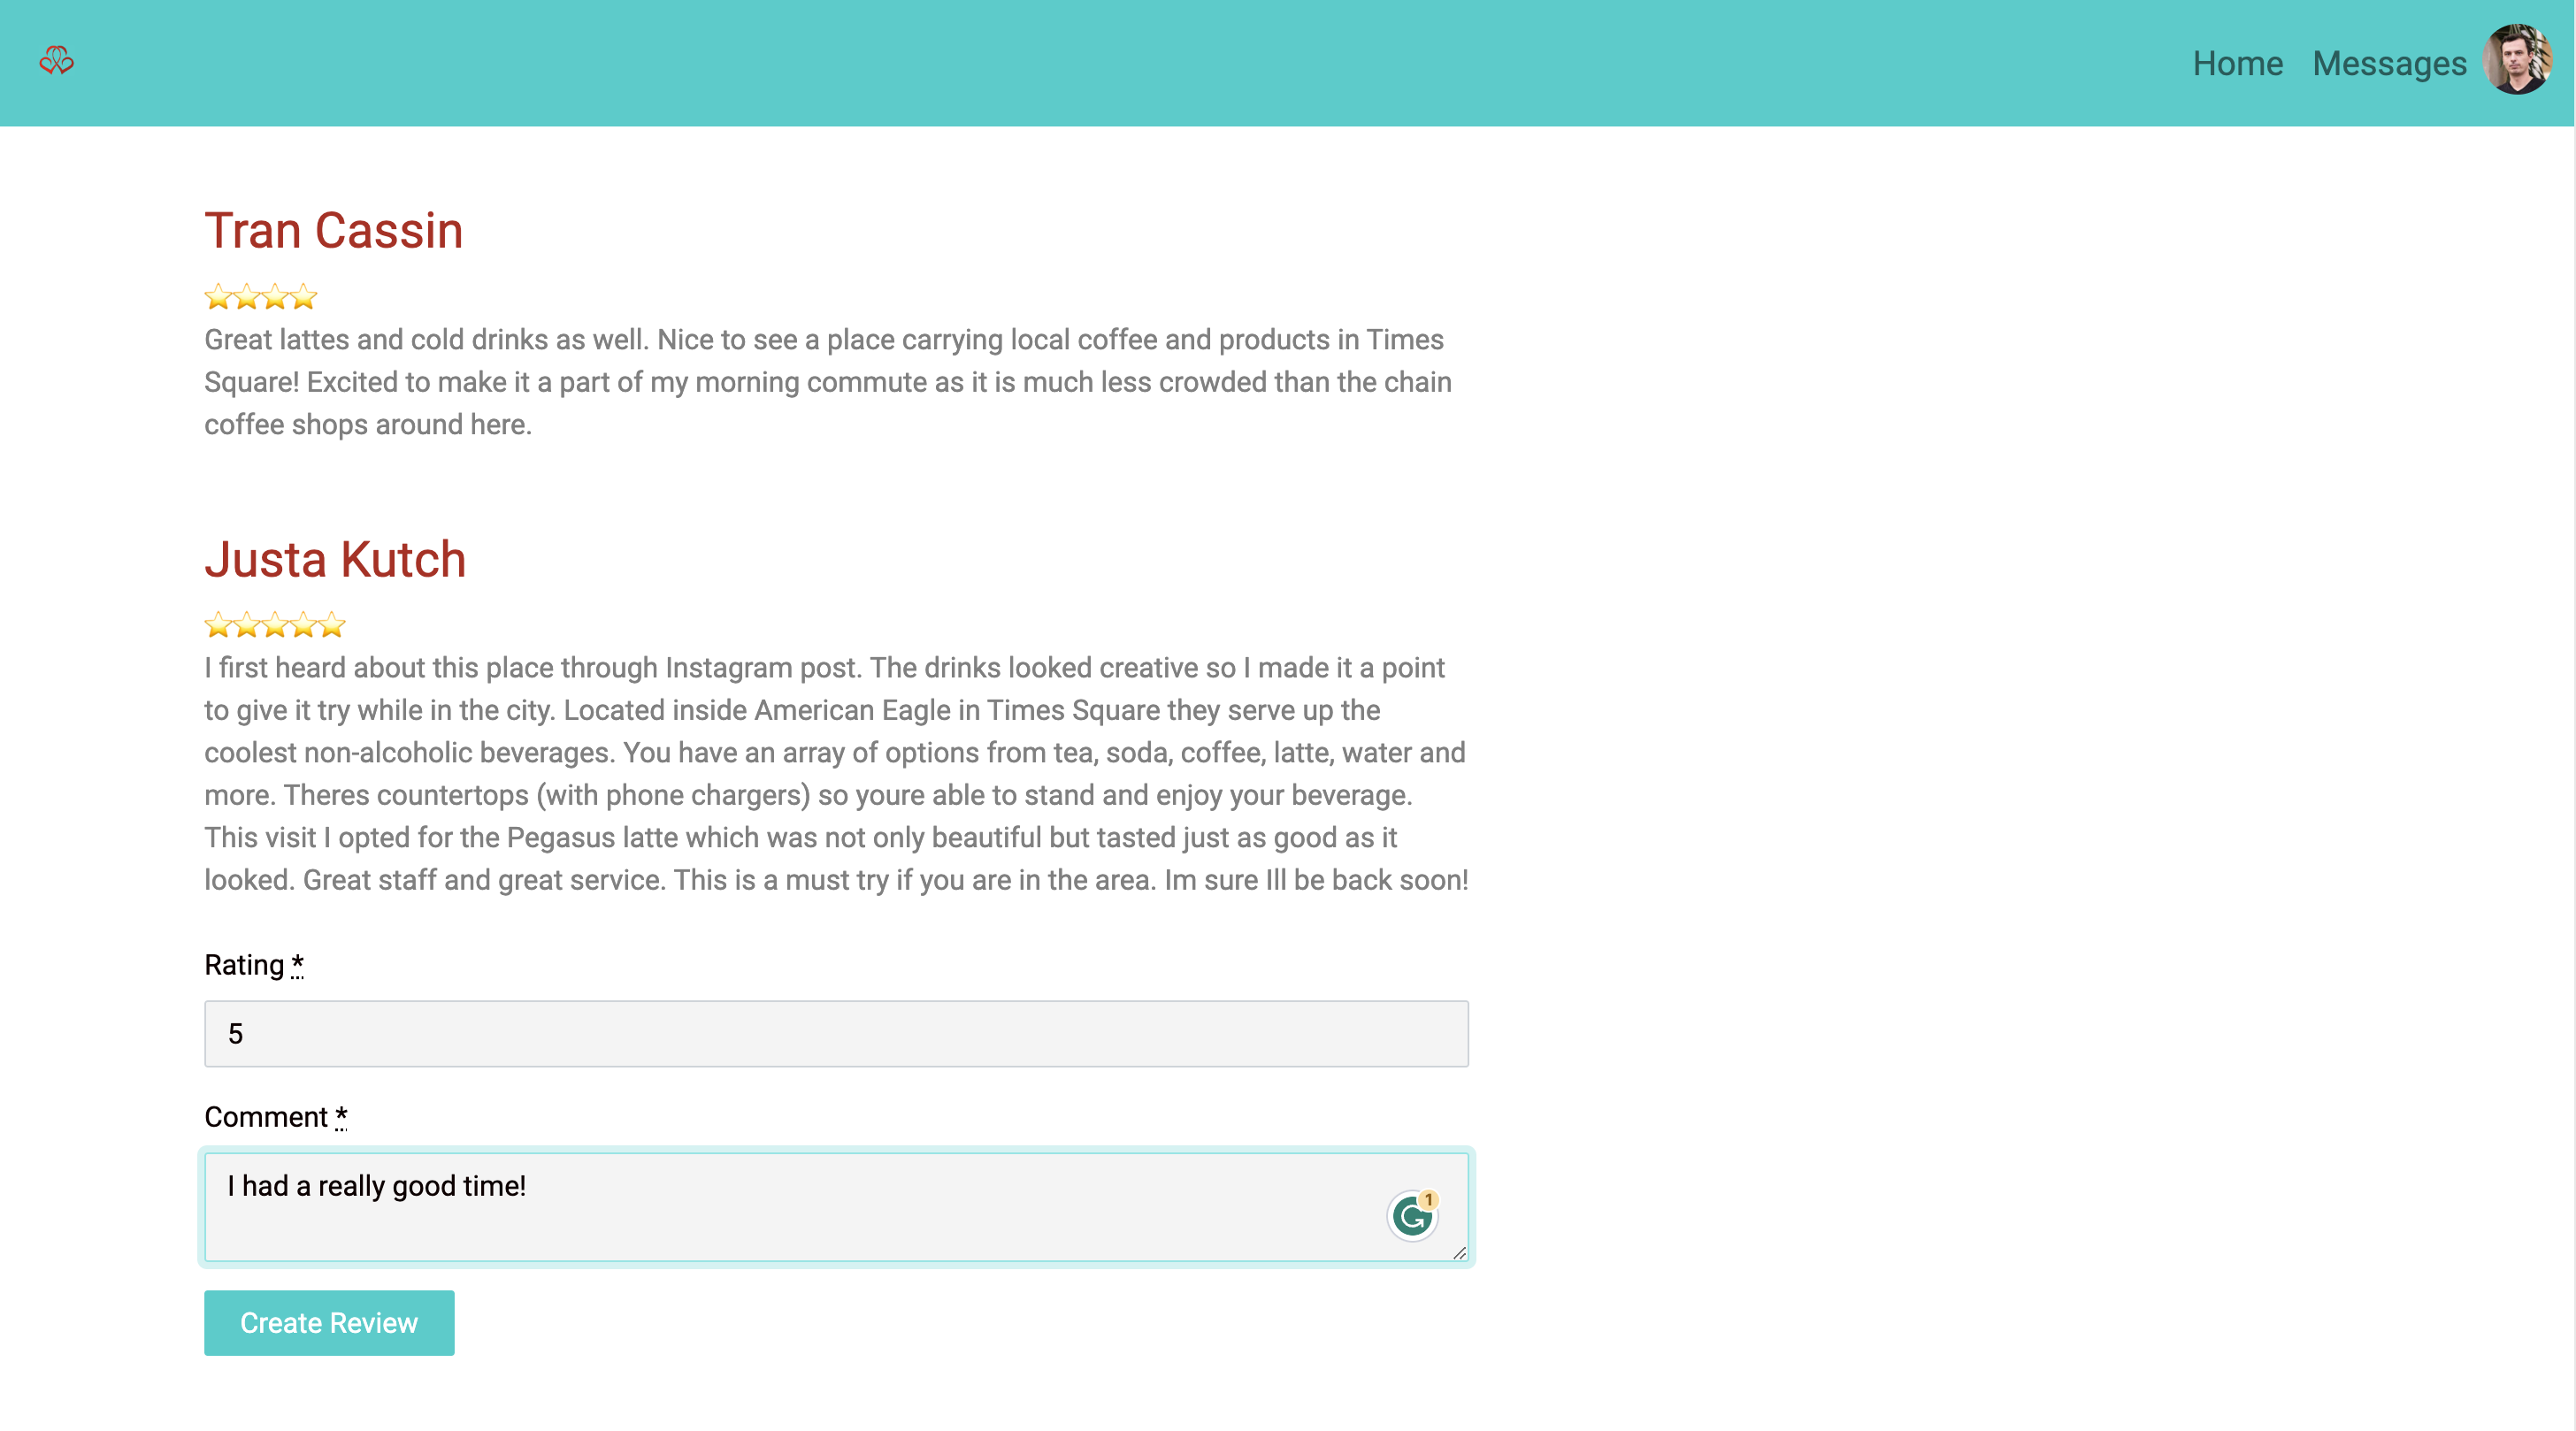 Home Messages
Tran Cassin
⭐⭐⭐⭐
Great lattes and cold drinks as well. Nice to see a place carrying local coffee and products in Times
Square! Excited to make it a part of my morning commute as it is much less crowded than the chain
coffee shops around here.
Justa Kutch
⭐⭐⭐⭐⭐
I first heard about this place through Instagram post. The drinks looked creative so I made it a point
to give it try while in the city. Located inside American Eagle in Times Square they serve up the
coolest non-alcoholic beverages. You have an array of options from tea, soda, coffee, latte, water and
more. Theres countertops (with phone chargers) so youre able to stand and enjoy your beverage.
This visit I opted for the Pegasus latte which was not only beautiful but tasted just as good as it
looked. Great staff and great service. This is a must try if you are in the area. Im sure Ill be back soon!
Rating *
5
Comment *
I had a really good time!
1
Create Review